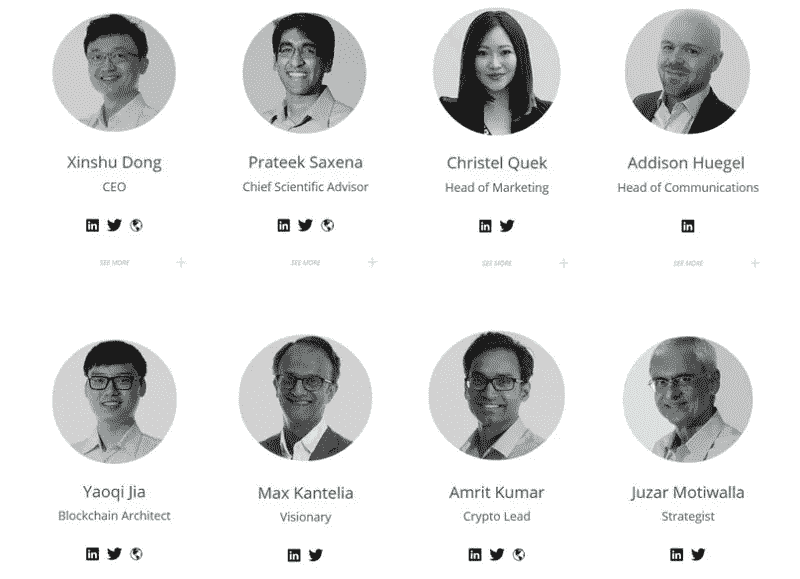 Xinshu Dong
CEO
Prateek Saxena
Chief Scientific Advisor
Christel Quek
Head of Marketing
Addison Huegel
Head of Communications
SEE MORE
SEE MORE
SEE MORE
SEE MORE
Yaoqi Jia
Blockchain Architect
Max Kantelia
Visionary
Amrit Kumar
Crypto Lead
Juzar Motiwalla
Strategist